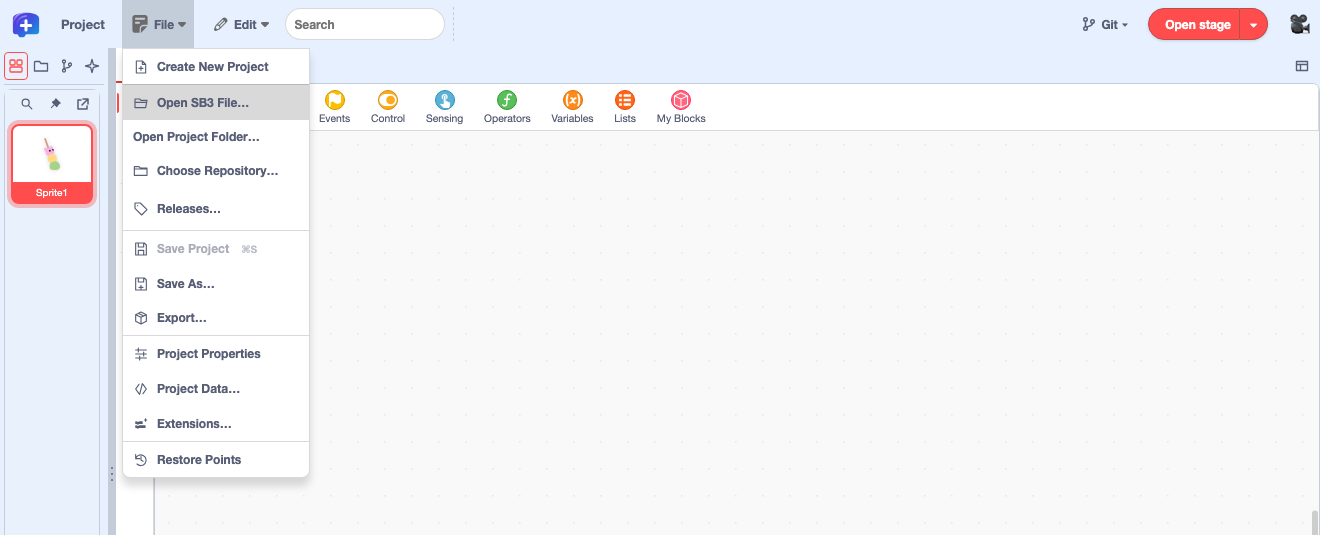 Project
File
Edit
Search
Git
Open stage
Create New Project
Open SB3 File...
Open Project Folder...
Choose Repository...
Releases...
Save Project ⌘S
Save As...
Export...
Project Properties
Project Data...
Extensions...
Restore Points
Events
Control
Sensing
Operators
Variables
Lists
My Blocks
Sprite1